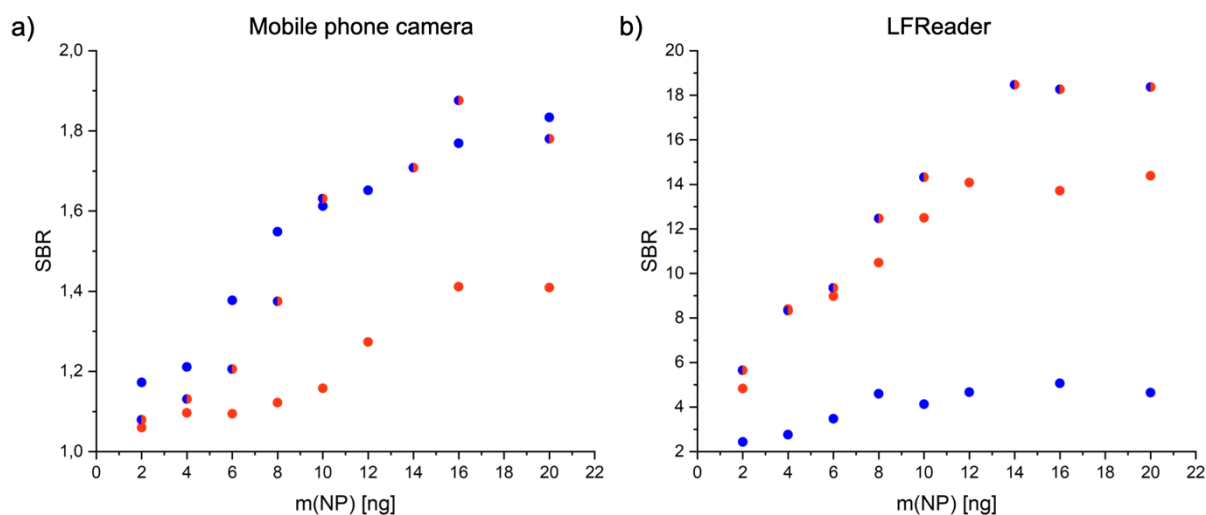 a)
Mobile phone camera
2,0
1,8
1,6
1,4
1,2
1,0
SBR
0 2 4 6 8 10 12 14 16 18 20 22
m(NP) [ng]
b)
LFReader
20
18
16
14
12
10
8
6
4
2
SBR
0 2 4 6 8 10 12 14 16 18 20 22
m(NP) [ng]